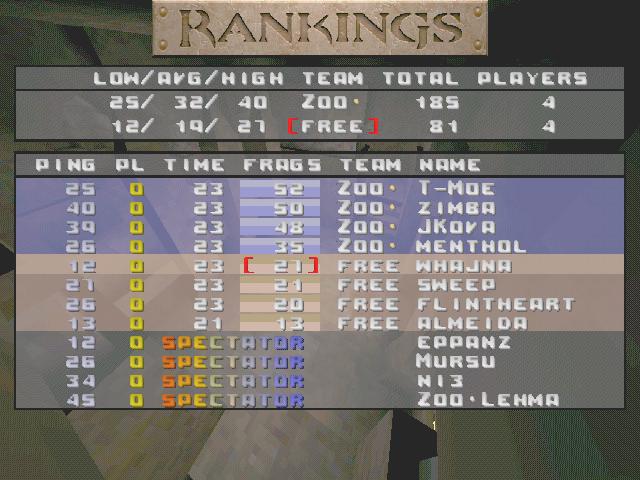 RANKINGS
LOW/AVG/HIGH TEAM TOTAL PLAYERS
25/ 32/ 40 ZOO· 185 4
12/ 19/ 27 [FREE] 81 4
PING PL TIME FRAGS TEAM NAME
25 0 23 52 ZOO· T-MOE
40 0 23 50 ZOO· ZIMBA
39 0 23 48 ZOO· JKOVA
26 0 23 35 ZOO· MENTHOL
12 0 23 [ 27] FREE WHAJNA
27 0 23 21 FREE SWEEP
26 0 23 20 FREE FLINTHEART
13 0 21 13 FREE ALMEIDA
12 0 SPECTATOR EPPANZ
26 0 SPECTATOR MURSU
34 0 SPECTATOR NI3
45 0 SPECTATOR ZOO·LEHMA
1